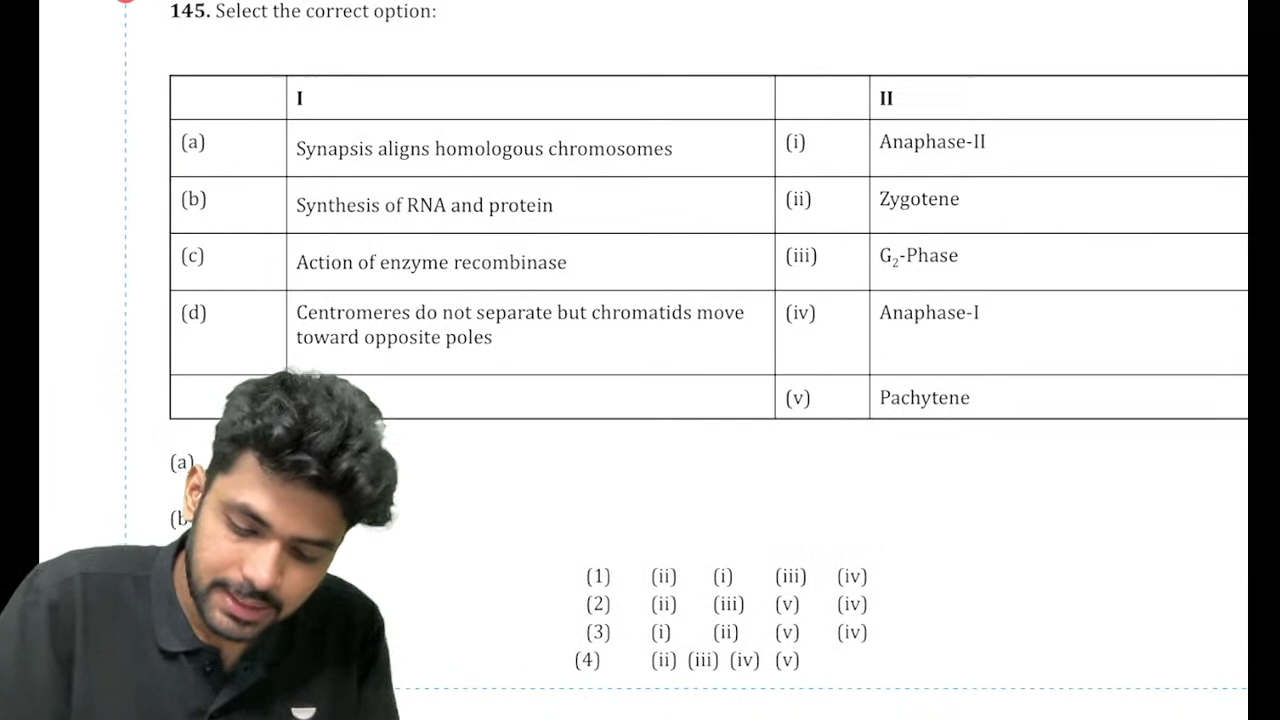 145. Select the correct option:
I II
(a) Synapsis aligns homologous chromosomes (i) Anaphase-II
(b) Synthesis of RNA and protein (ii) Zygotene
(c) Action of enzyme recombinase (iii) G₂-Phase
(d) Centromeres do not separate but chromatids move (iv) Anaphase-I
toward opposite poles
(v) Pachytene
(a)
(b
(1) (ii) (i) (iii) (iv)
(2) (ii) (iii) (v) (iv)
(3) (i) (ii) (v) (iv)
(4) (ii) (iii) (iv) (v)